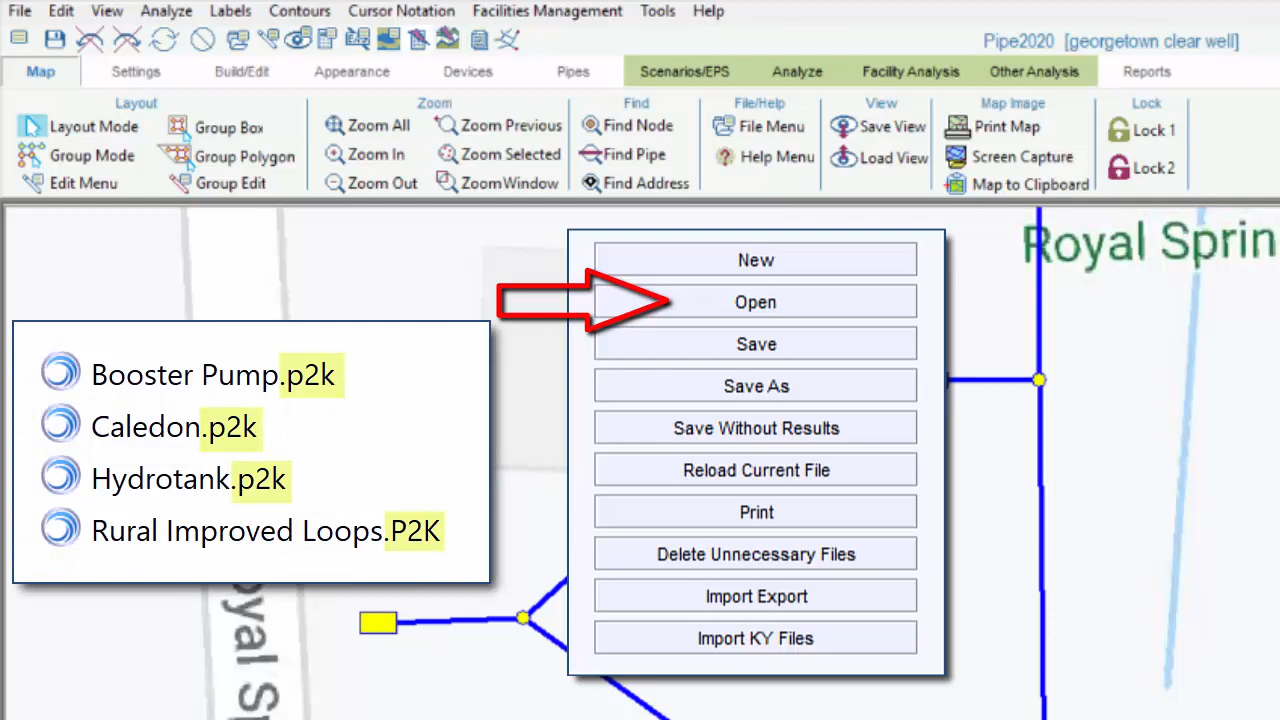 File Edit View Analyze Labels Contours Cursor Notation Facilities Management Tools Help
Pipe2020 [georgetown clear well]
Map Settings Build/Edit Appearance Devices Pipes Scenarios/EPS Analyze Facility Analysis Other Analysis Reports
Layout Zoom Find File/Help View Map Image Lock
Layout Mode Group Box Zoom All Zoom Previous Find Node File Menu Save View Print Map Lock 1
Group Mode Group Polygon Zoom In Zoom Selected Find Pipe Help Menu Load View Screen Capture Lock2
Edit Menu Group Edit Zoom Out ZoomWindow Find Address Map to Clipboard
Royal Sprin
New
Open
Save
Save As
Save Without Results
Reload Current File
Print
Delete Unnecessary Files
Import Export
Import KY Files
Booster Pump.p2k
Caledon.p2k
Hydrotank.p2k
Rural Improved Loops.P2K
oyal S